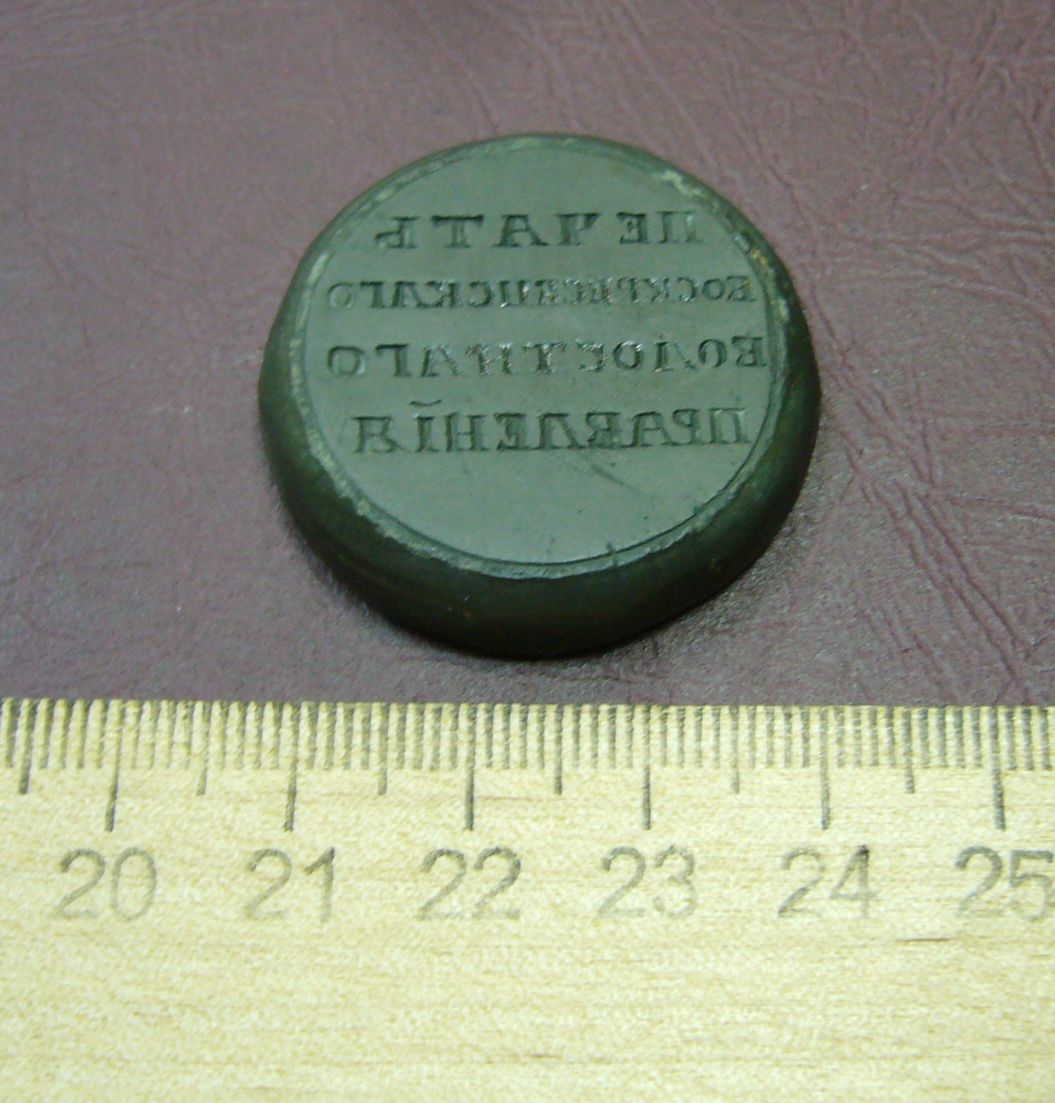 ПЕЧАТЬ
ВОСКРЕСЕНСКАГО
ВОЛОСТНАГО
ПРАВЛЕНІЯ
20 21 22 23 24 25